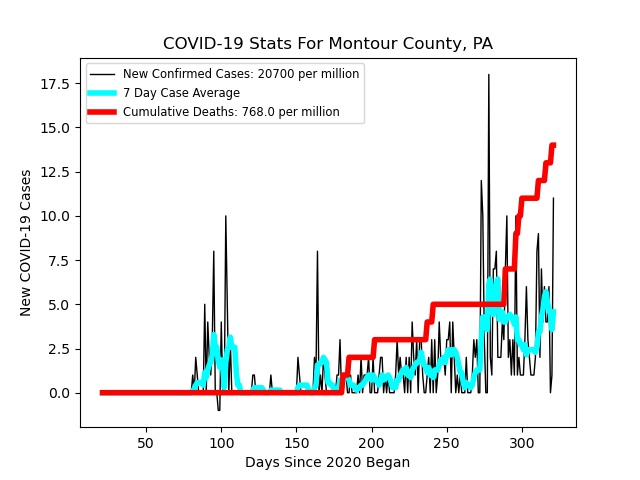 COVID-19 Stats For Montour County, PA
New Confirmed Cases: 20700 per million
7 Day Case Average
Cumulative Deaths: 768.0 per million
17.5
15.0
12.5
10.0
7.5
5.0
2.5
0.0
New COVID-19 Cases
50
100
150
200
250
300
Days Since 2020 Began